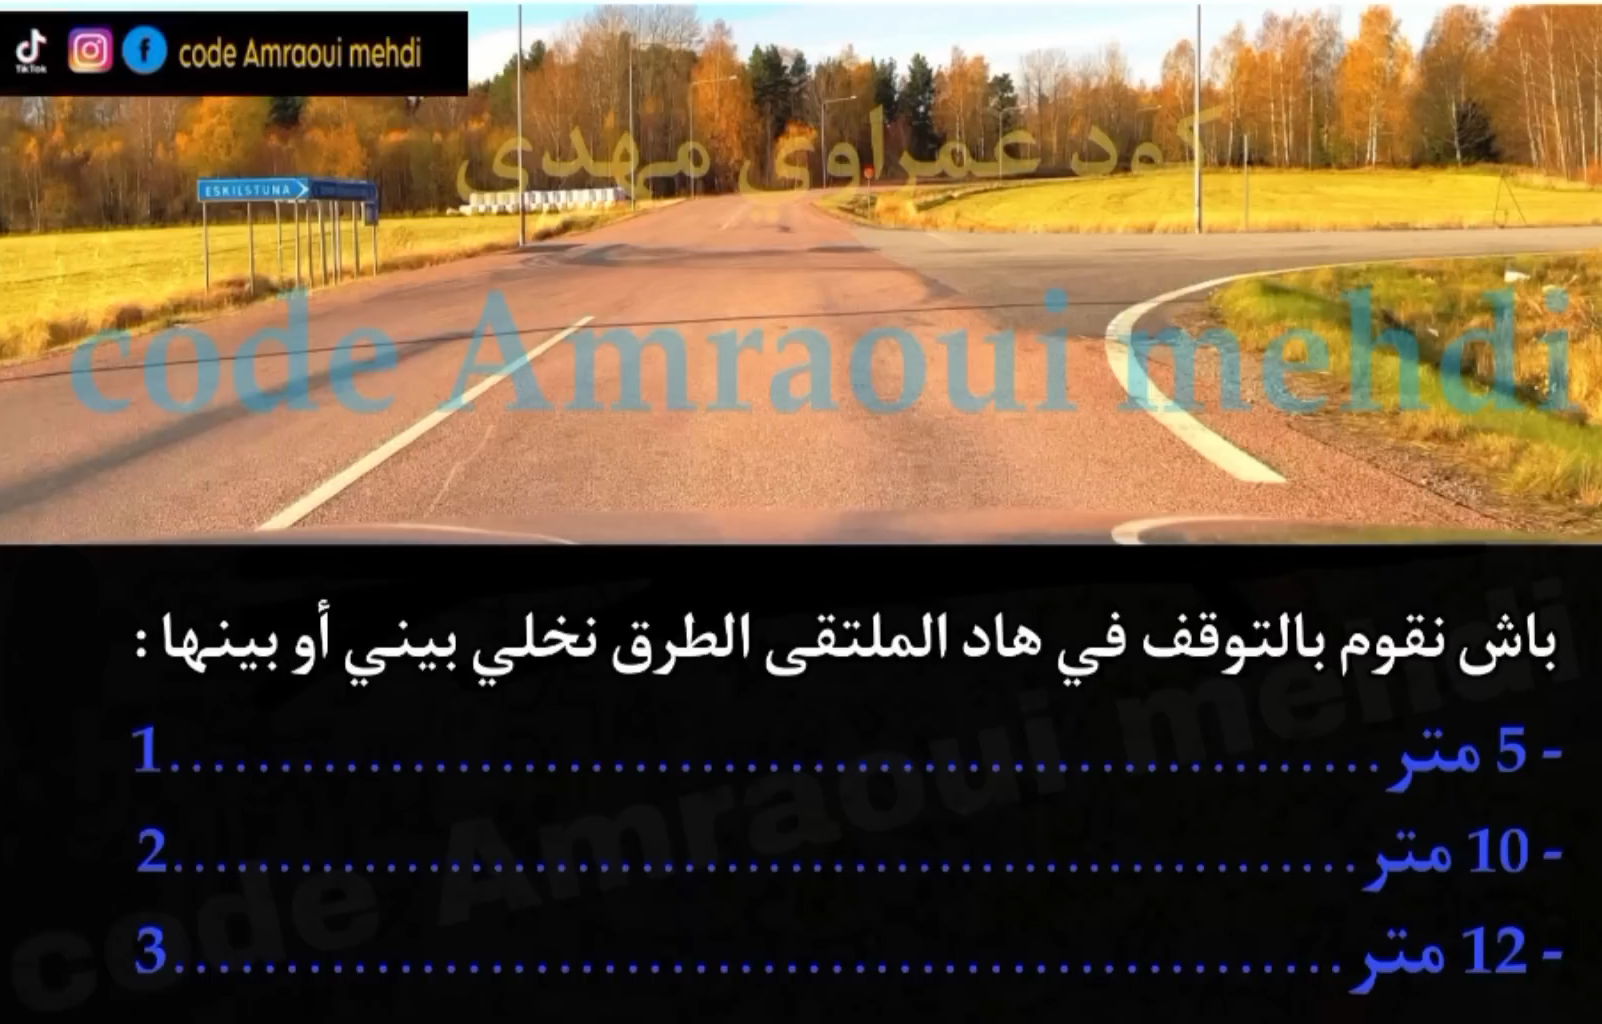 TikTok
code Amraoui mehdi
كود عمراوي مهدي
ESKILSTUNA
code Amraoui mehdi
باش نقوم بالتوقف في هاد الملتقى الطرق نخلي بيني أو بينها :
- 5 متر ........................................ 1
- 10 متر ........................................ 2
- 12 متر ........................................ 3
code Amraoui mehdi